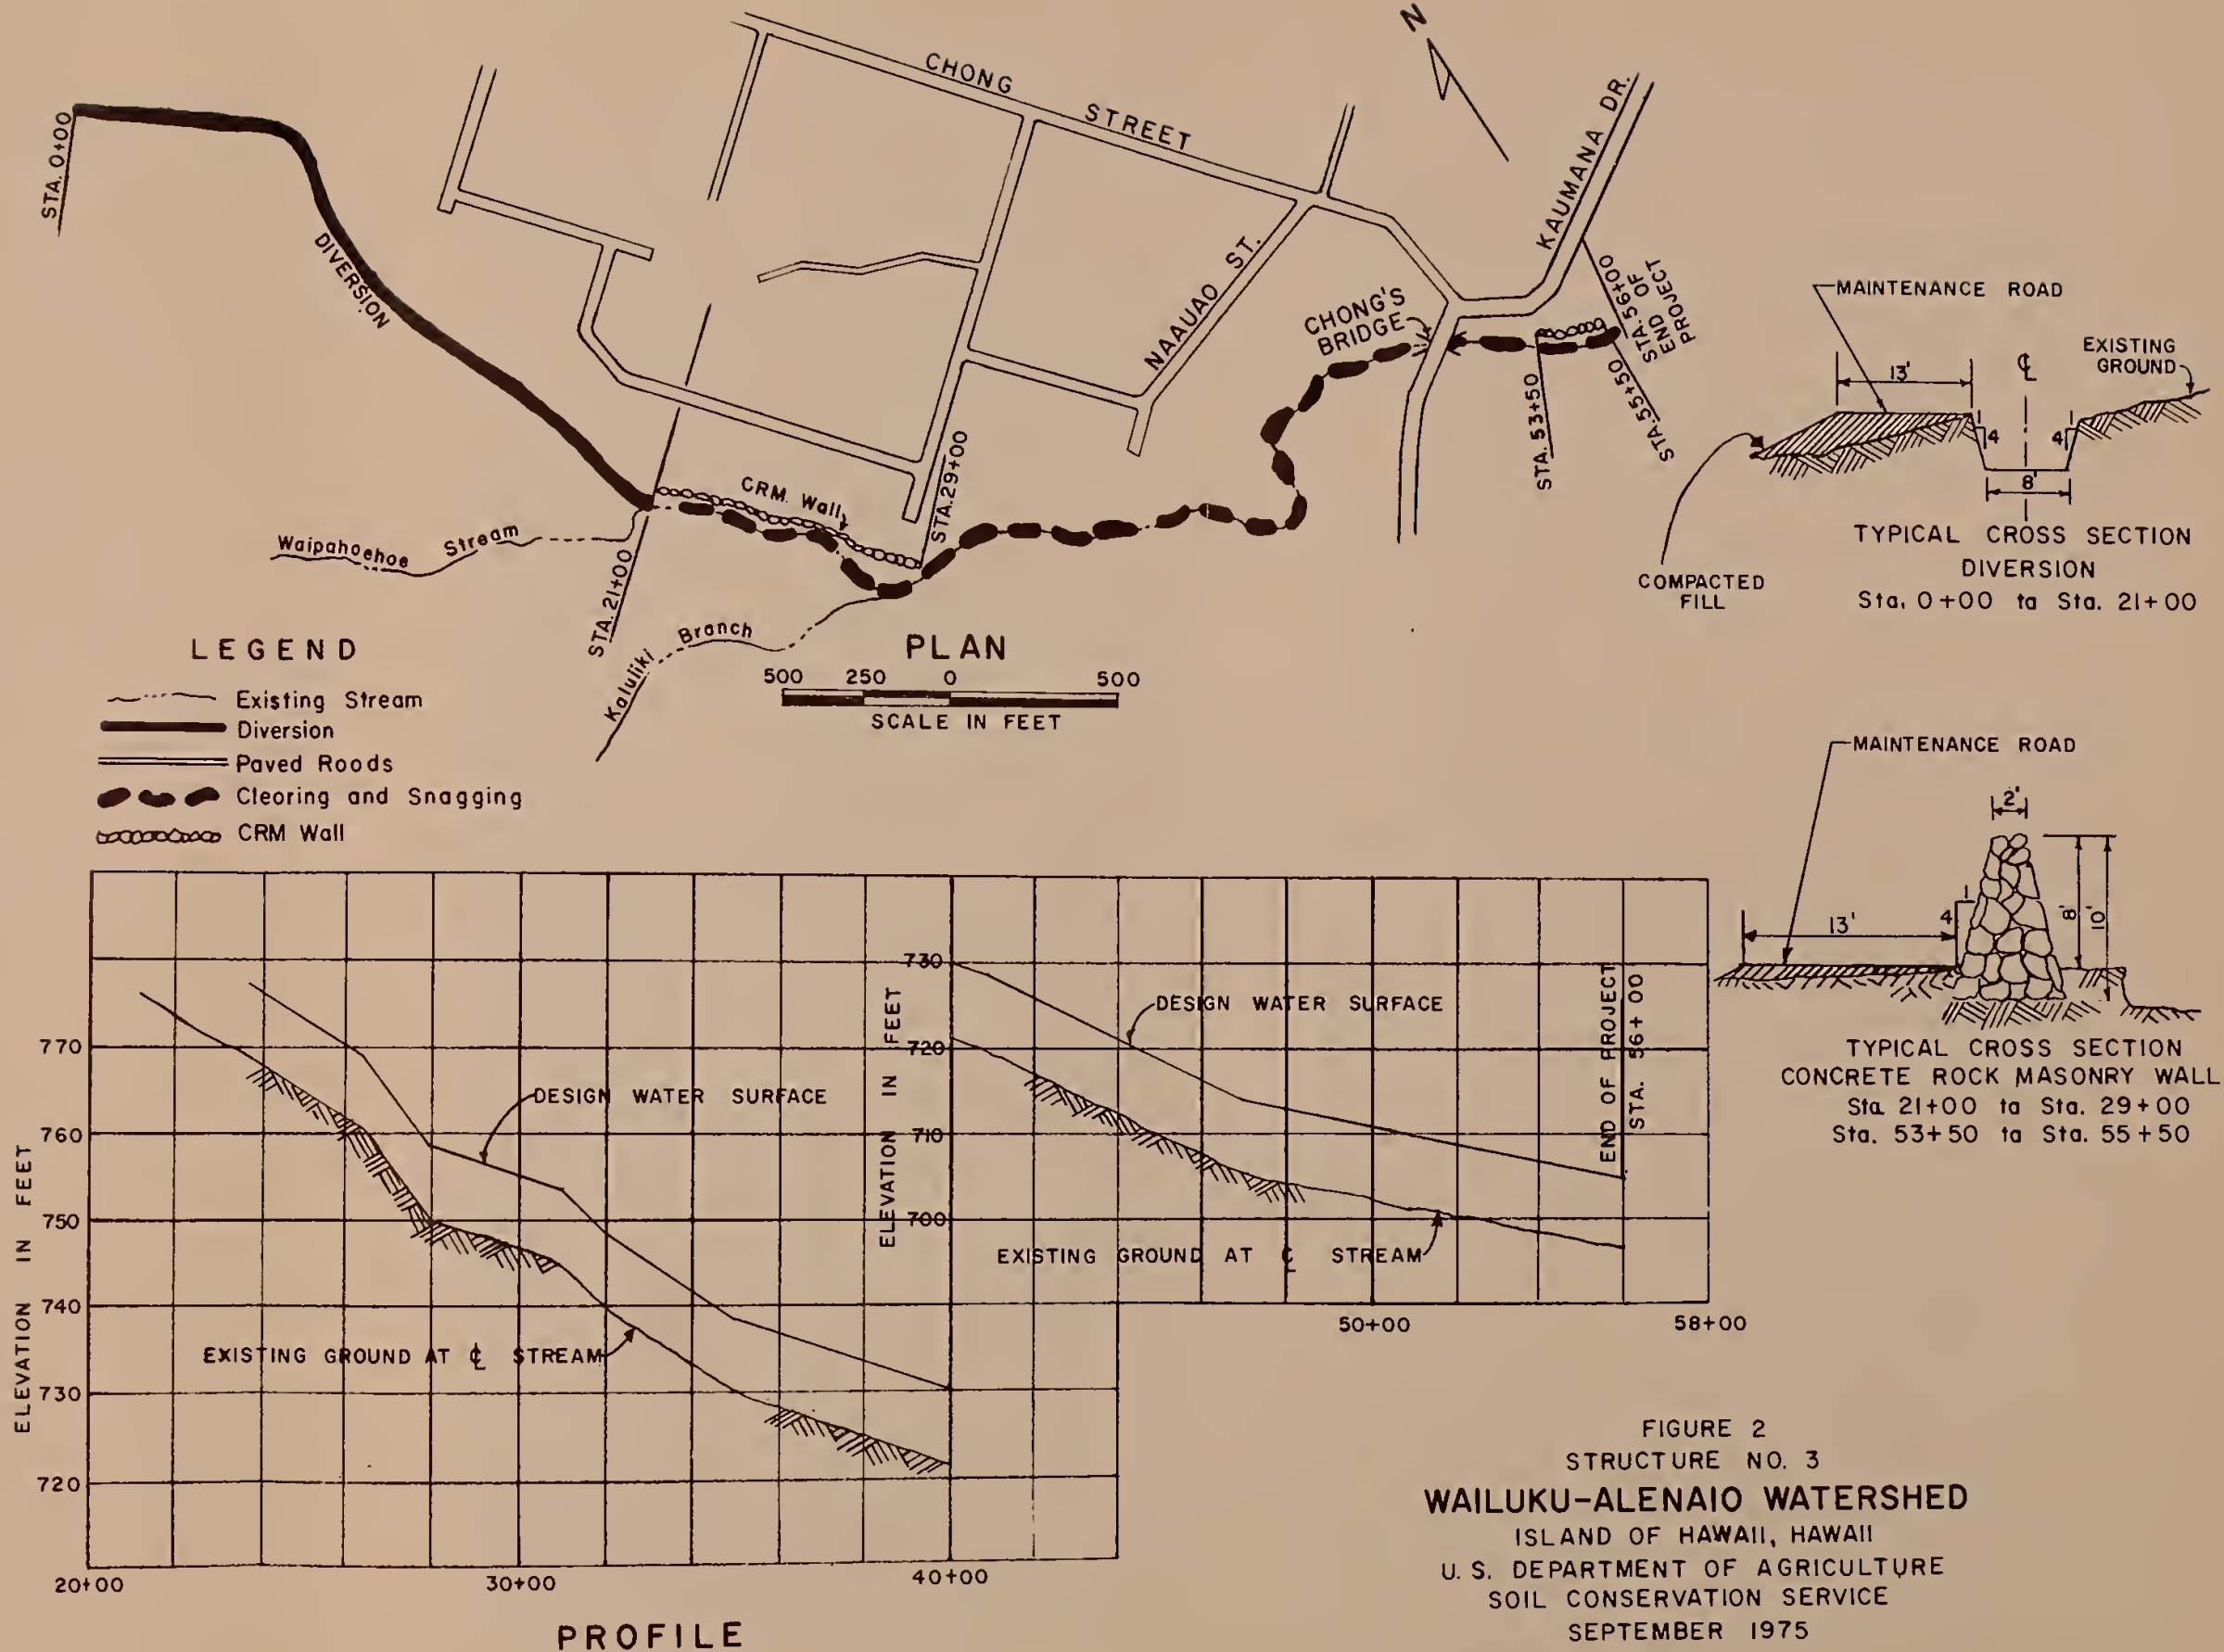 N
CHONG STREET
KAUMANA DR.
STA. 0+00
DIVERSION
NAAUAO ST.
CHONG'S
BRIDGE
STA. 56+00
END OF
PROJECT
STA. 55+50
STA. 53+50
CRM. Wall
STA. 29+00
Waipahoehoe Stream
STA. 21+00
Kaluliki Branch
MAINTENANCE ROAD
13'
℄
EXISTING
GROUND
1
4
1
4
8'
COMPACTED
FILL
TYPICAL CROSS SECTION
DIVERSION
Sta. 0+00 to Sta. 21+00
PLAN
500 250 0 500
SCALE IN FEET
LEGEND
Existing Stream
Diversion
Paved Roads
Clearing and Snagging
CRM Wall
MAINTENANCE ROAD
2'
13'
1
4
8'
10'
TYPICAL CROSS SECTION
CONCRETE ROCK MASONRY WALL
Sta. 21+00 to Sta. 29+00
Sta. 53+50 to Sta. 55+50
ELEVATION IN FEET
770
760
750
740
730
720
DESIGN WATER SURFACE
EXISTING GROUND AT ℄ STREAM
20+00
30+00
40+00
ELEVATION IN FEET
730
720
710
700
DESIGN WATER SURFACE
EXISTING GROUND AT ℄ STREAM
END OF PROJECT
STA. 56+00
50+00
58+00
PROFILE
FIGURE 2
STRUCTURE NO. 3
WAILUKU-ALENAIO WATERSHED
ISLAND OF HAWAII, HAWAII
U. S. DEPARTMENT OF AGRICULTURE
SOIL CONSERVATION SERVICE
SEPTEMBER 1975